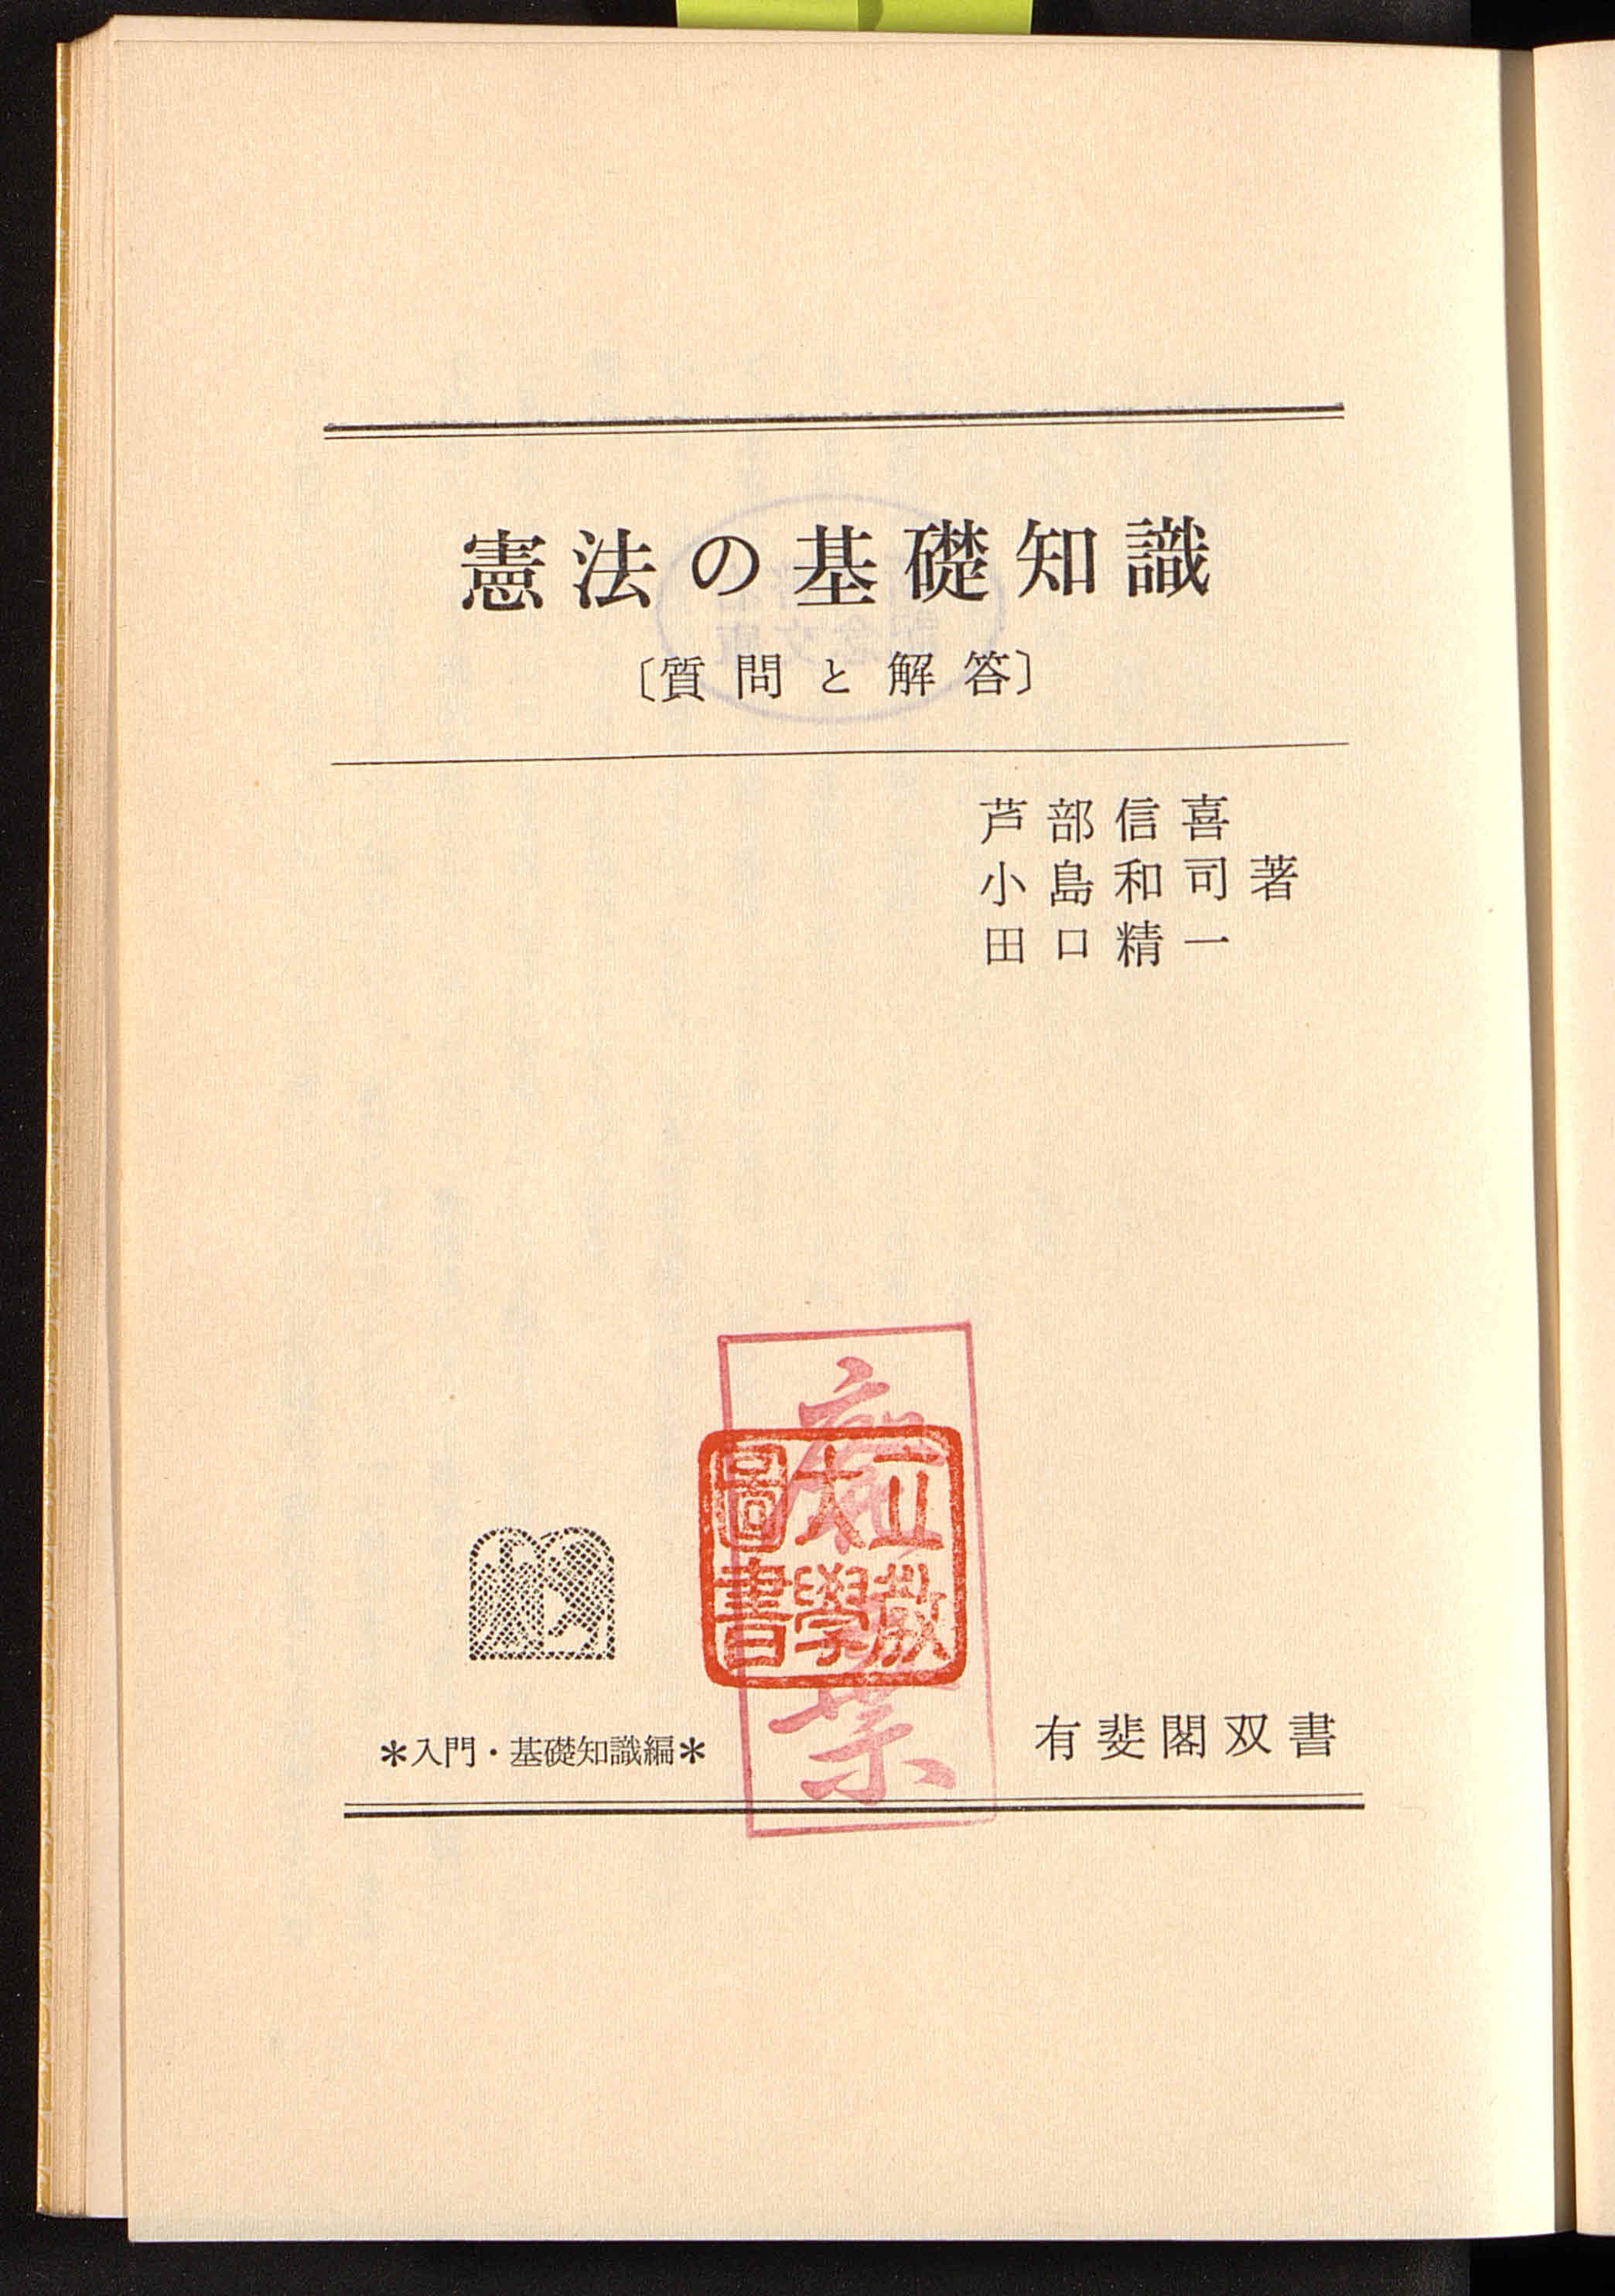 憲法の基礎知識
〔質問と解答〕
芦部信喜
小島和司著
田口精一
立教
大學
圖書
廃棄
＊入門・基礎知識編＊
有斐閣双書